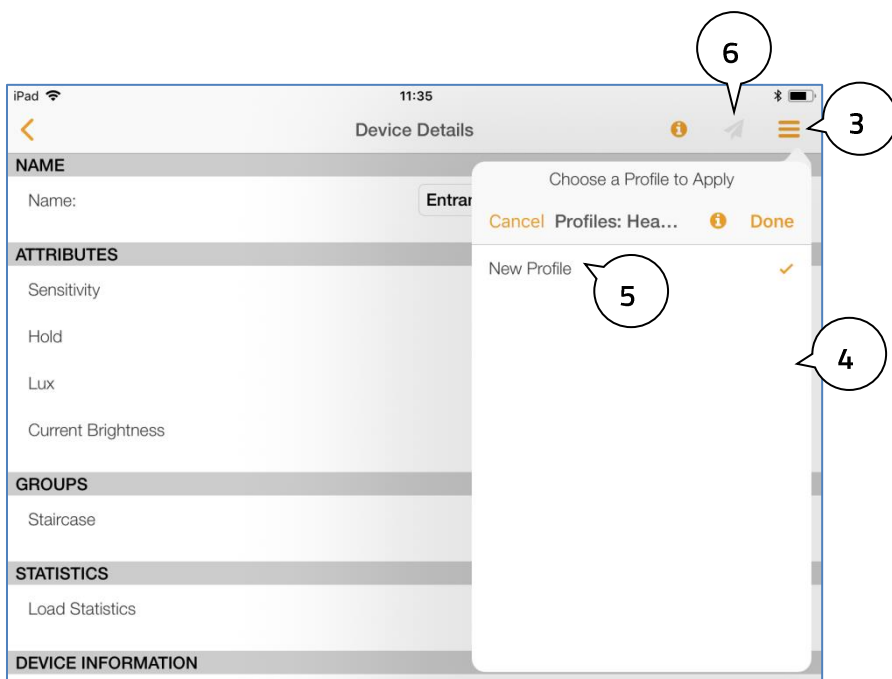 6
iPad 11:35
Device Details
3
NAME
Name: Entrar
Choose a Profile to Apply
Cancel Profiles: Hea... Done
ATTRIBUTES
New Profile
5
Sensitivity
Hold
4
Lux
Current Brightness
GROUPS
Staircase
STATISTICS
Load Statistics
DEVICE INFORMATION